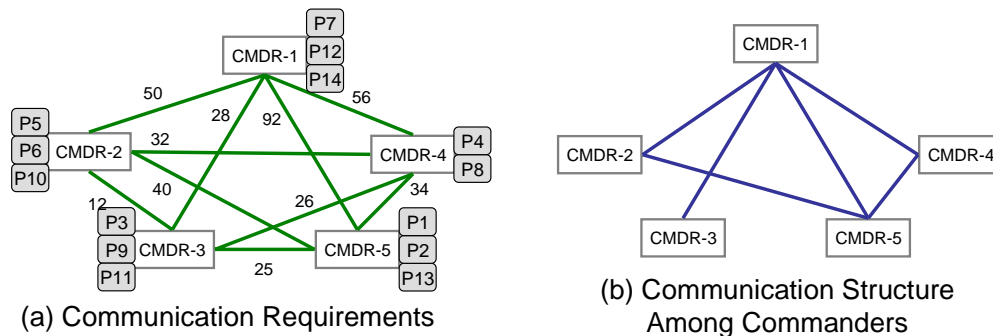 P7
CMDR-1
P12
P14
50
56
28
92
P5
P6
P10
CMDR-2
32
CMDR-4
P4
P8
40
26
34
12
P3
P9
P11
CMDR-3
25
CMDR-5
P1
P2
P13
(a) Communication Requirements
CMDR-1
CMDR-2
CMDR-4
CMDR-3
CMDR-5
(b) Communication Structure
Among Commanders